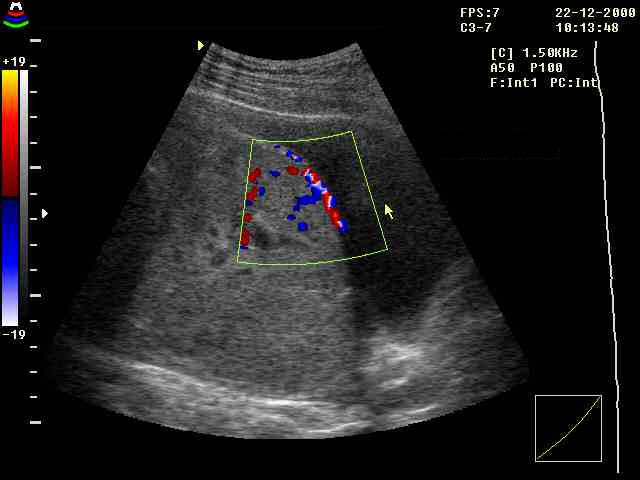 FPS:7 22-12-2000
C3-7 10:13:48
[C] 1.50KHz
A50 P100
F:Int1 PC:Int
+19
-19